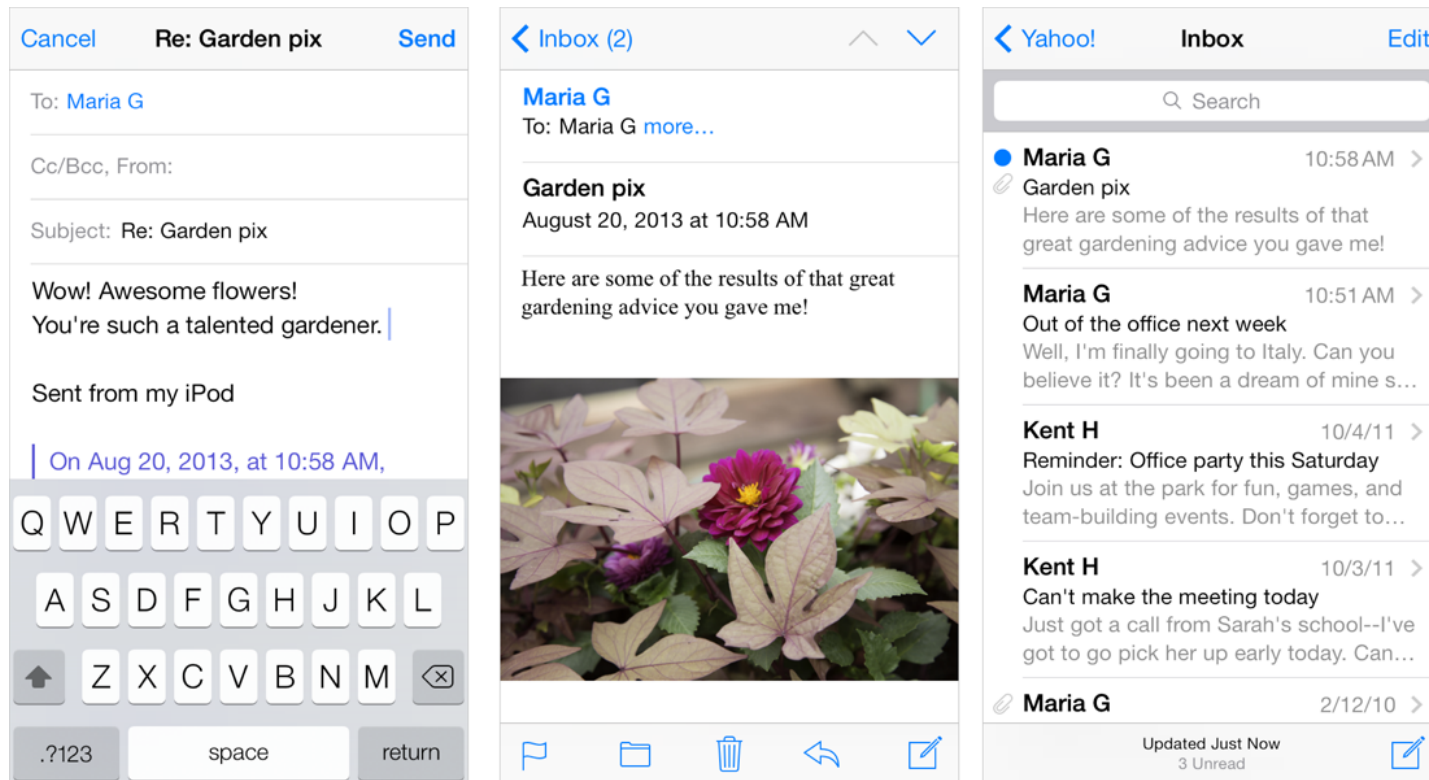 Cancel Re: Garden pix Send
To: Maria G
Cc/Bcc, From:
Subject: Re: Garden pix
Wow! Awesome flowers!
You're such a talented gardener.
Sent from my iPod
On Aug 20, 2013, at 10:58 AM,
Q W E R T Y U I O P
A S D F G H J K L
Z X C V B N M
.?123 space return
Inbox (2)
Maria G
To: Maria G more...
Garden pix
August 20, 2013 at 10:58 AM
Here are some of the results of that great
gardening advice you gave me!
Yahoo! Inbox Edit
Search
Maria G 10:58 AM
Garden pix
Here are some of the results of that
great gardening advice you gave me!
Maria G 10:51 AM
Out of the office next week
Well, I'm finally going to Italy. Can you
believe it? It's been a dream of mine s...
Kent H 10/4/11
Reminder: Office party this Saturday
Join us at the park for fun, games, and
team-building events. Don't forget to...
Kent H 10/3/11
Can't make the meeting today
Just got a call from Sarah's school--I've
got to go pick her up early today. Can...
Maria G 2/12/10
Updated Just Now
3 Unread